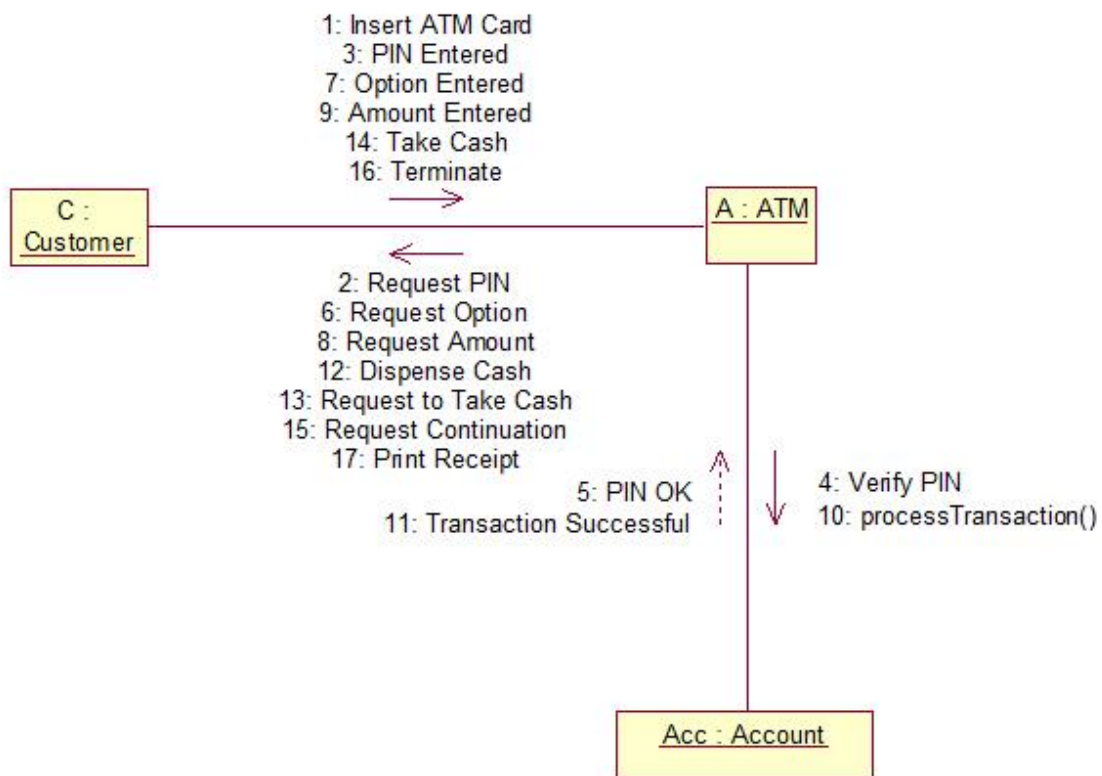 1: Insert ATM Card
3: PIN Entered
7: Option Entered
9: Amount Entered
14: Take Cash
16: Terminate
C :
Customer
A : ATM
2: Request PIN
6: Request Option
8: Request Amount
12: Dispense Cash
13: Request to Take Cash
15: Request Continuation
17: Print Receipt
5: PIN OK
11: Transaction Successful
4: Verify PIN
10: processTransaction()
Acc : Account